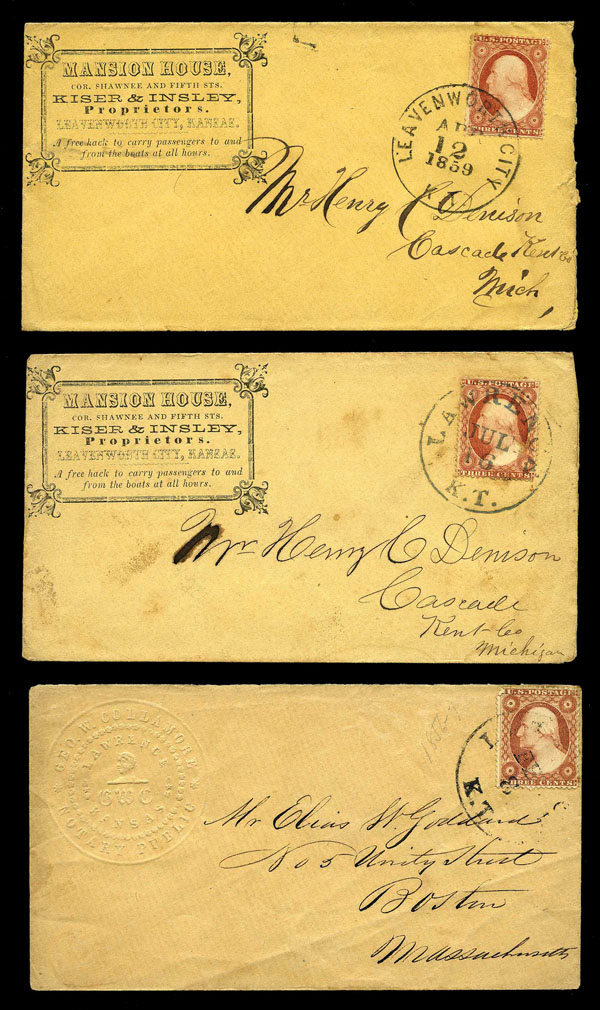 MANSION HOUSE,
COR. SHAWNEE AND FIFTH STS.
KISER & INSLEY,
Proprietors.
LEAVENWORTH CITY, KANZAS.
A free hack to carry passengers to and
from the boats at all hours.
U.S. POSTAGE
THREE CENTS
CITY
12
1859
Mr Henry C Denison
Cascade Kent Co
Mich
MANSION HOUSE,
COR. SHAWNEE AND FIFTH STS.
KISER & INSLEY,
Proprietors.
LEAVENWORTH CITY, KANZAS.
A free hack to carry passengers to and
from the boats at all hours.
U.S. POSTAGE
LAWRENCE
JUL
K.T.
Mr Henry C Denison
Cascade
Kent Co
Michigan
GEO. W. COLLAMORE
LAWRENCE
GWC
KANSAS
NOTARY PUBLIC
U.S. POSTAGE
THREE CENTS
K.T.
Mr Elias W. Goddard
No 5 Unity Street
Boston
Massachusetts